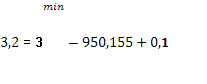 min
3,2 = 3 − 950,155 + 0,1